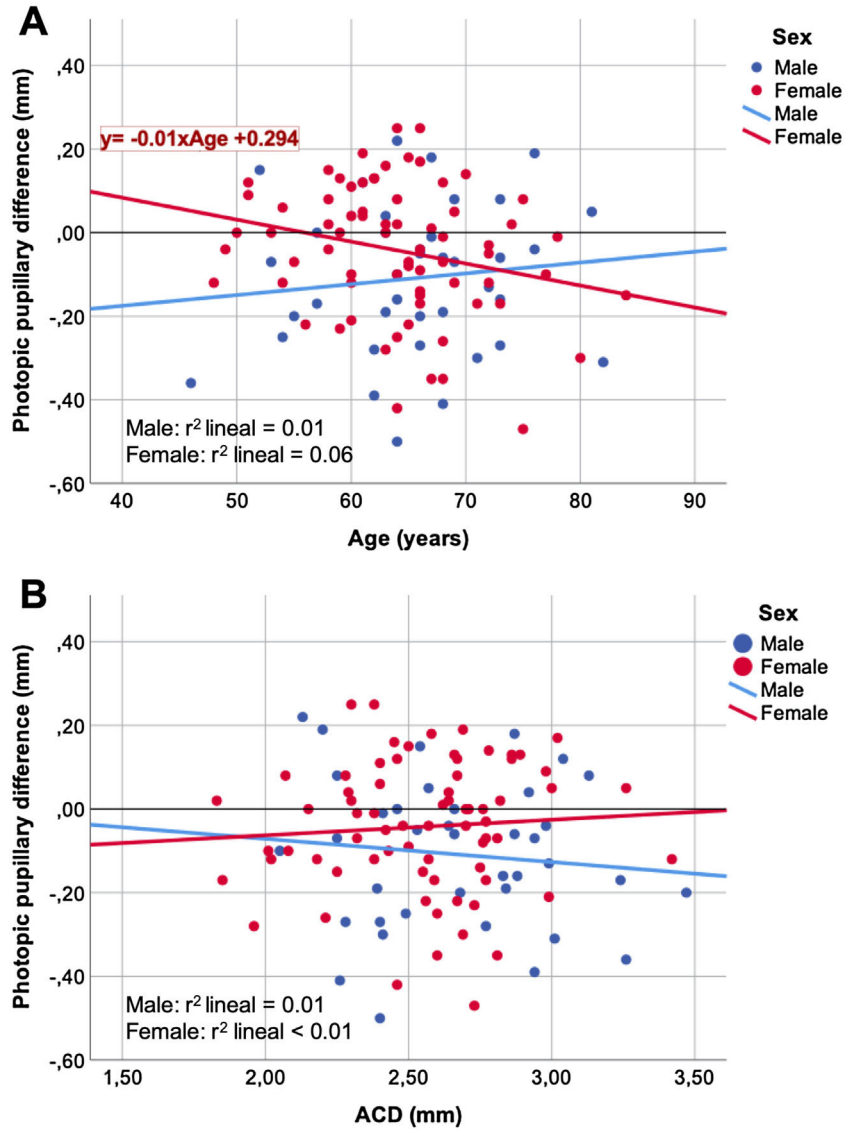 A
Sex
Male
Female
Male
Female
Photopic pupillary difference (mm)
,40
,20
,00
-,20
-,40
-,60
y= -0.01xAge +0.294
Male: r² lineal = 0.01
Female: r² lineal = 0.06
40
50
60
70
80
90
Age (years)
B
Sex
Male
Female
Male
Female
Photopic pupillary difference (mm)
,40
,20
,00
-,20
-,40
-,60
Male: r² lineal = 0.01
Female: r² lineal < 0.01
1,50
2,00
2,50
3,00
3,50
ACD (mm)